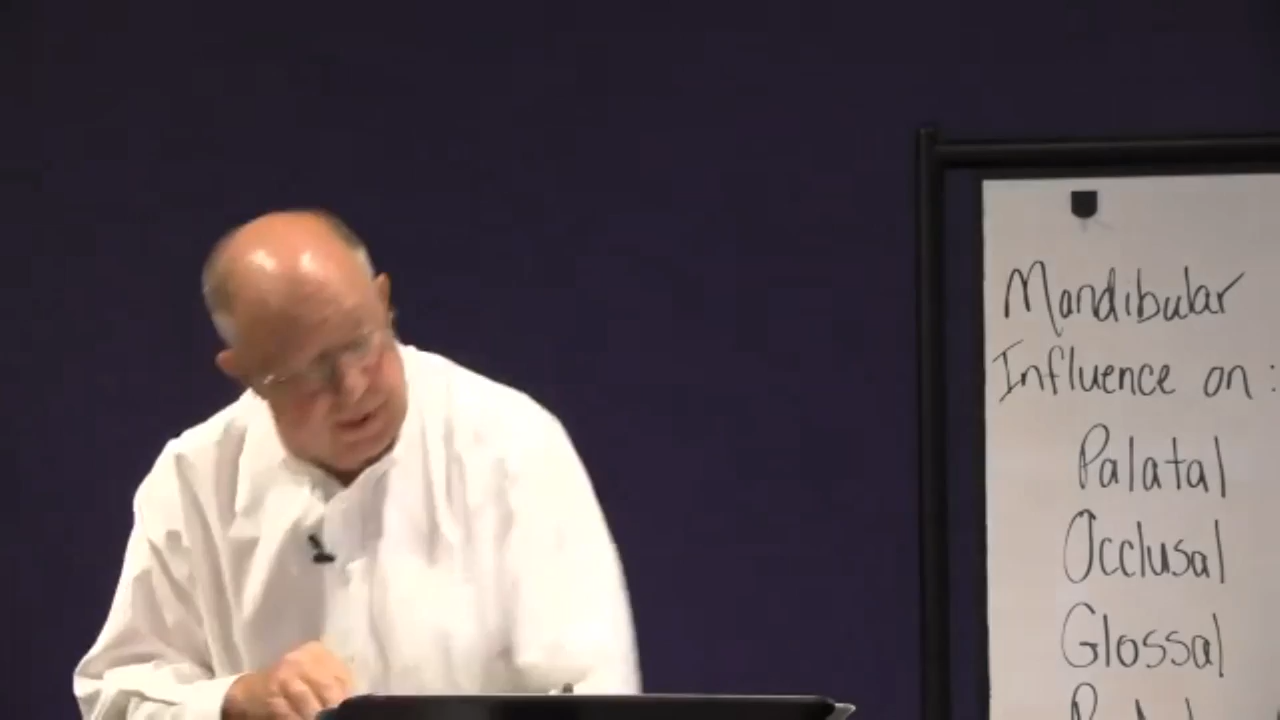 Mandibular
Influence on :
Palatal
Occlusal
Glossal